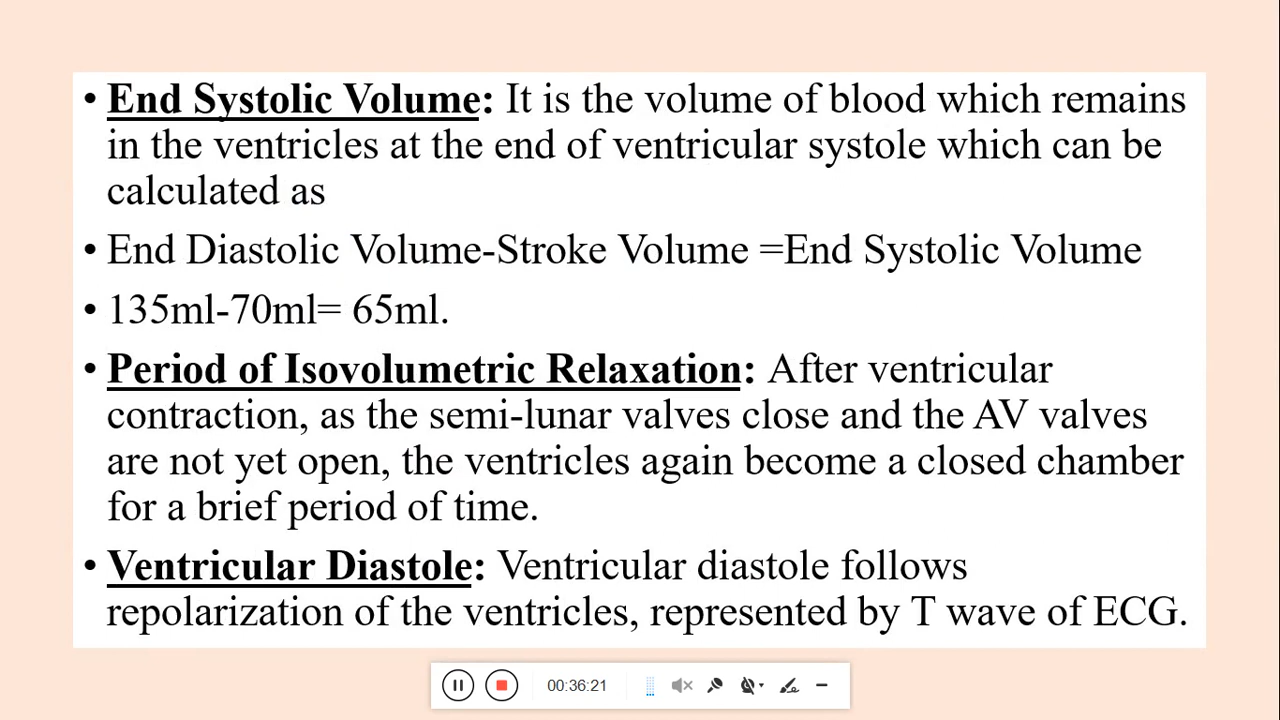 • End Systolic Volume: It is the volume of blood which remains
in the ventricles at the end of ventricular systole which can be
calculated as
• End Diastolic Volume-Stroke Volume =End Systolic Volume
• 135ml-70ml= 65ml.
• Period of Isovolumetric Relaxation: After ventricular
contraction, as the semi-lunar valves close and the AV valves
are not yet open, the ventricles again become a closed chamber
for a brief period of time.
• Ventricular Diastole: Ventricular diastole follows
repolarization of the ventricles, represented by T wave of ECG.
00:36:21